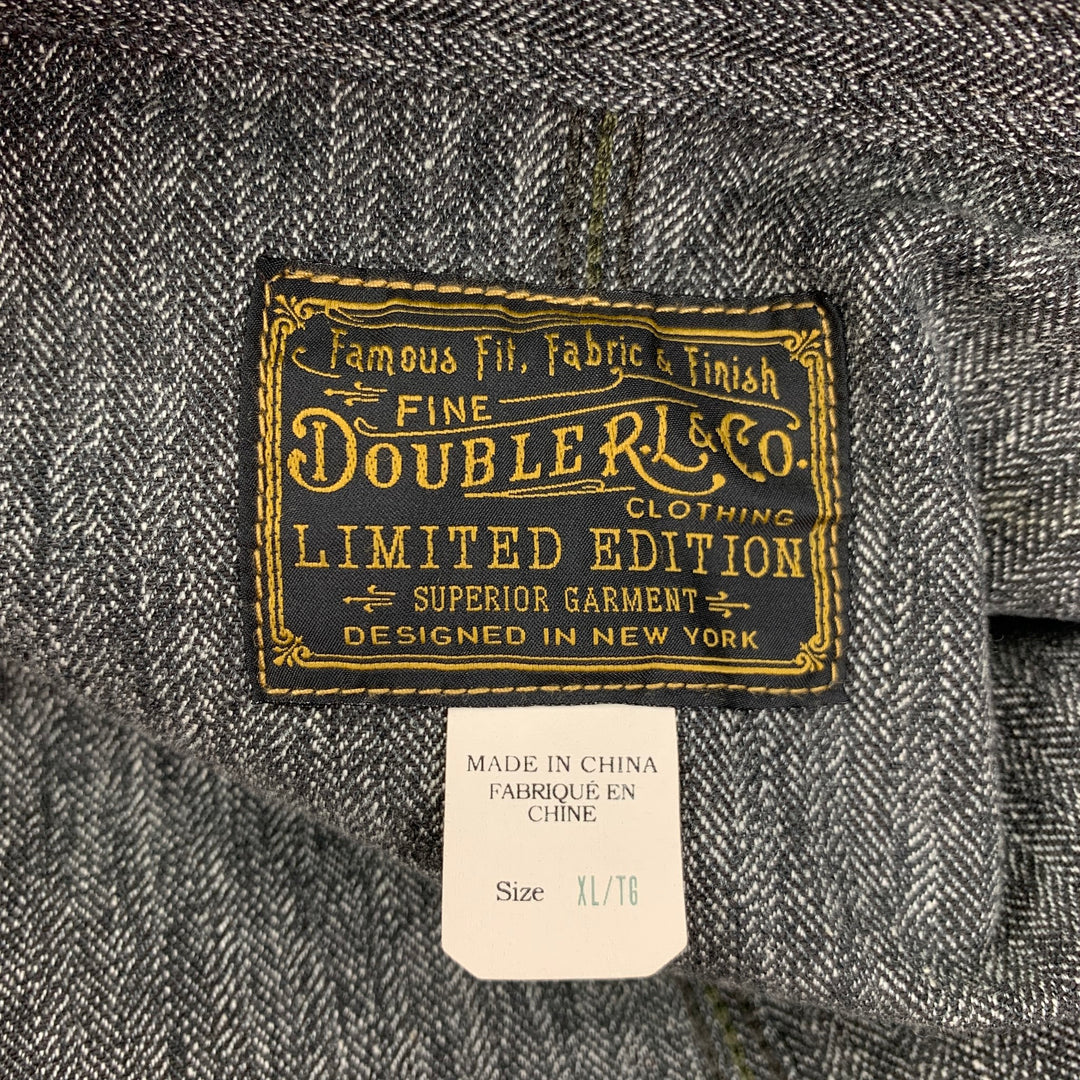 Famous Fit, Fabric & Finish
FINE
DOUBLE R.L & CO.
CLOTHING
LIMITED EDITION
SUPERIOR GARMENT
DESIGNED IN NEW YORK
MADE IN CHINA
FABRIQUÉ EN
CHINE
Size XL/TG